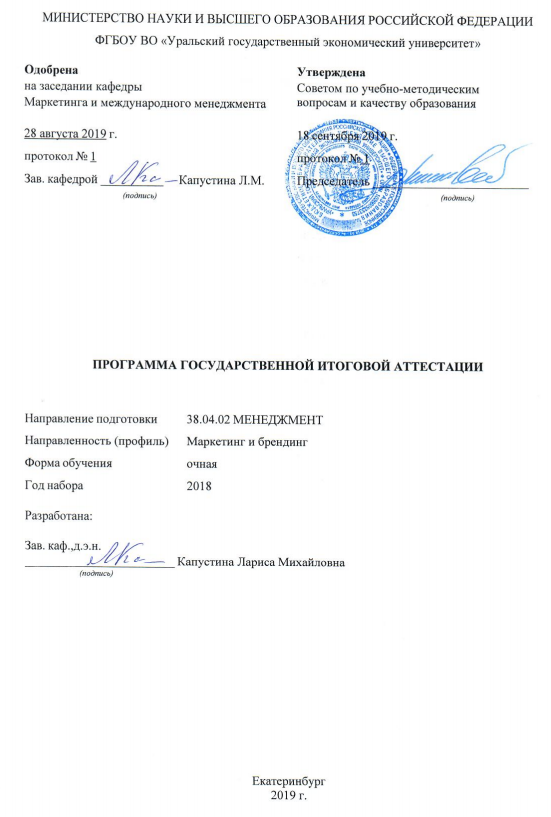 МИНИСТЕРСТВО НАУКИ И ВЫСШЕГО ОБРАЗОВАНИЯ РОССИЙСКОЙ ФЕДЕРАЦИИ
ФГБОУ ВО «Уральский государственный экономический университет»
Одобрена
на заседании кафедры
Маркетинга и международного менеджмента
28 августа 2019 г.
протокол № 1
Зав. кафедрой Капустина Л.М.
(подпись)
Утверждена
Советом по учебно-методическим
вопросам и качеству образования
18 сентября 2019 г.
протокол № 1
Председатель
(подпись)
ПРОГРАММА ГОСУДАРСТВЕННОЙ ИТОГОВОЙ АТТЕСТАЦИИ
Направление подготовки 38.04.02 МЕНЕДЖМЕНТ
Направленность (профиль) Маркетинг и брендинг
Форма обучения очная
Год набора 2018
Разработана:
Зав. каф.,д.э.н.
Капустина Лариса Михайловна
(подпись)
Екатеринбург
2019 г.